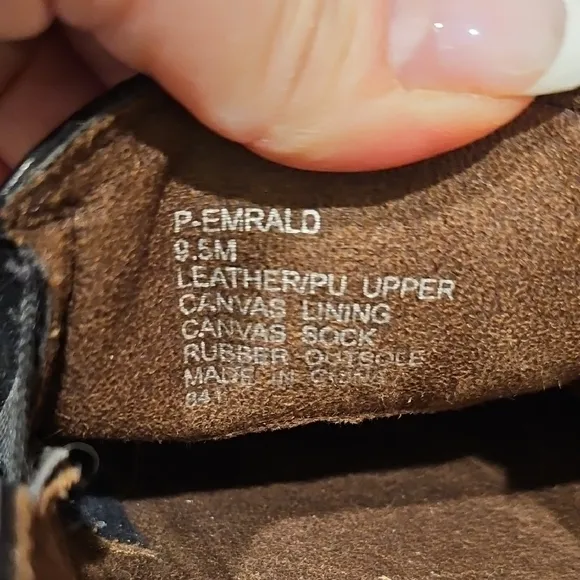 P-EMRALD
9.5M
LEATHER/PU UPPER
CANVAS LINING
CANVAS SOCK
RUBBER OUTSOLE
MADE IN CHINA
841